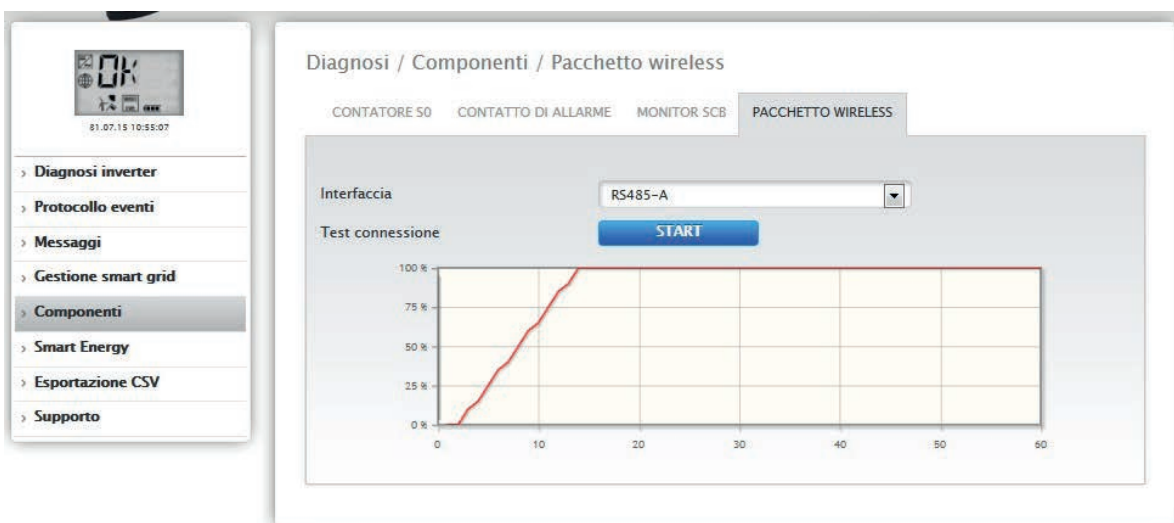 OK
81.07.15 10:55:07
Diagnosi inverter
Protocollo eventi
Messaggi
Gestione smart grid
Componenti
Smart Energy
Esportazione CSV
Supporto
Diagnosi / Componenti / Pacchetto wireless
CONTATORE S0 CONTATTO DI ALLARME MONITOR SCB PACCHETTO WIRELESS
Interfaccia RS485-A
Test connessione START
100 %
75 %
50 %
25 %
0 %
0 10 20 30 40 50 60